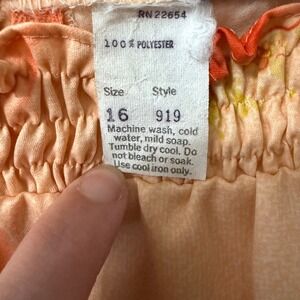 RN 22654
100% POLYESTER
Size Style
16 919
Machine wash, cold
water, mild soap.
Tumble dry cool. Do
not bleach or soak.
Use cool iron only.